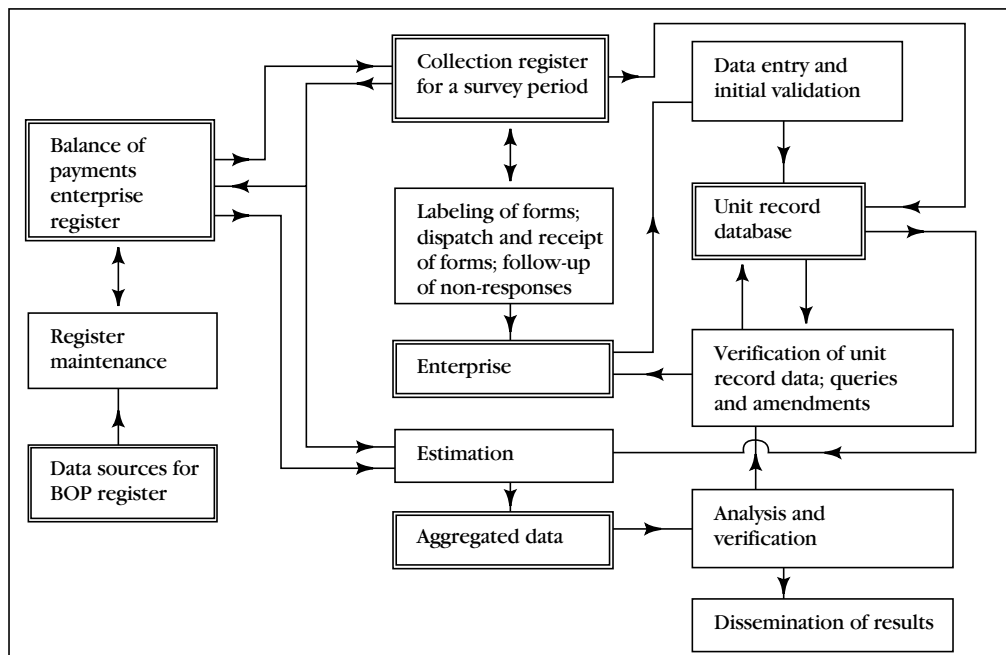 Collection register
for a survey period
Data entry and
initial validation
Balance of
payments
enterprise
register
Labeling of forms;
dispatch and receipt
of forms; follow-up
of non-responses
Unit record
database
Register
maintenance
Enterprise
Verification of unit
record data; queries
and amendments
Data sources for
BOP register
Estimation
Aggregated data
Analysis and
verification
Dissemination of results